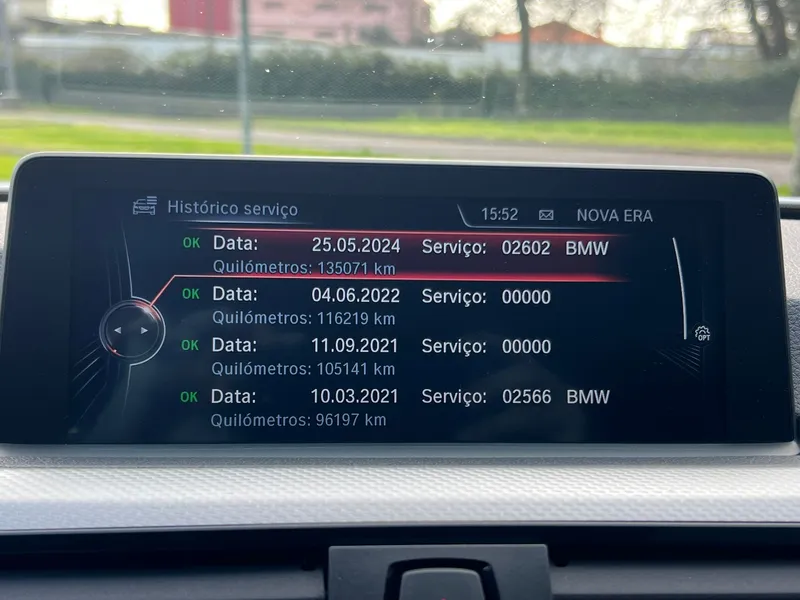 Histórico serviço 15:52 NOVA ERA
OK Data: 25.05.2024 Serviço: 02602 BMW
Quilómetros: 135071 km
OK Data: 04.06.2022 Serviço: 00000
Quilómetros: 116219 km
OK Data: 11.09.2021 Serviço: 00000
Quilómetros: 105141 km
OK Data: 10.03.2021 Serviço: 02566 BMW
Quilómetros: 96197 km
OPT